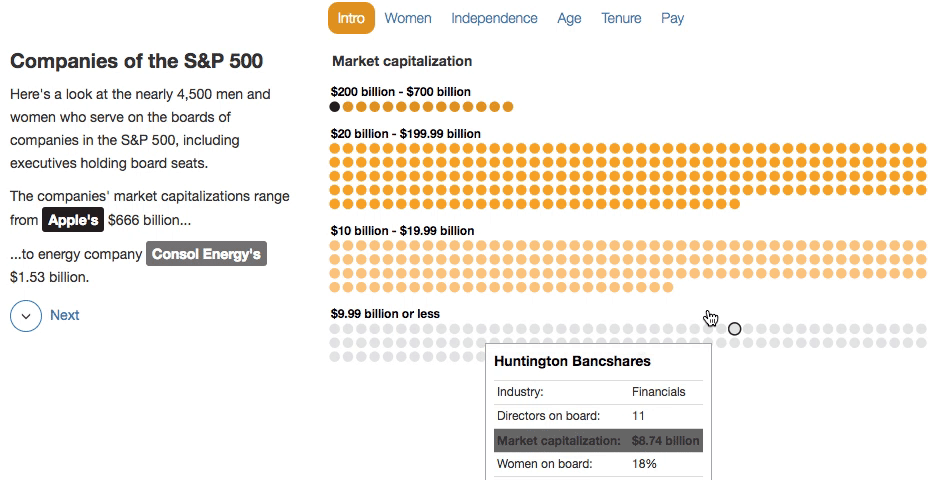 Intro Women Independence Age Tenure Pay
Companies of the S&P 500
Here's a look at the nearly 4,500 men and
women who serve on the boards of
companies in the S&P 500, including
executives holding board seats.
The companies' market capitalizations range
from Apple's $666 billion...
...to energy company Consol Energy's
$1.53 billion.
Next
Market capitalization
$200 billion - $700 billion
$20 billion - $199.99 billion
$10 billion - $19.99 billion
$9.99 billion or less
Huntington Bancshares
Industry: Financials
Directors on board: 11
Market capitalization: $8.74 billion
Women on board: 18%